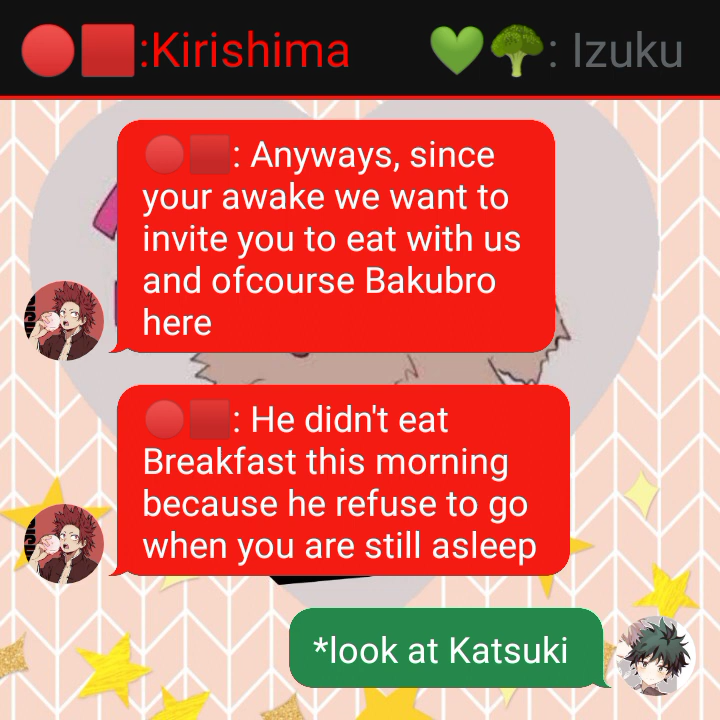 🔴🟥:Kirishima 💚🥦: Izuku
🔴🟥: Anyways, since
your awake we want to
invite you to eat with us
and ofcourse Bakubro
here
🔴🟥: He didn't eat
Breakfast this morning
because he refuse to go
when you are still asleep
*look at Katsuki